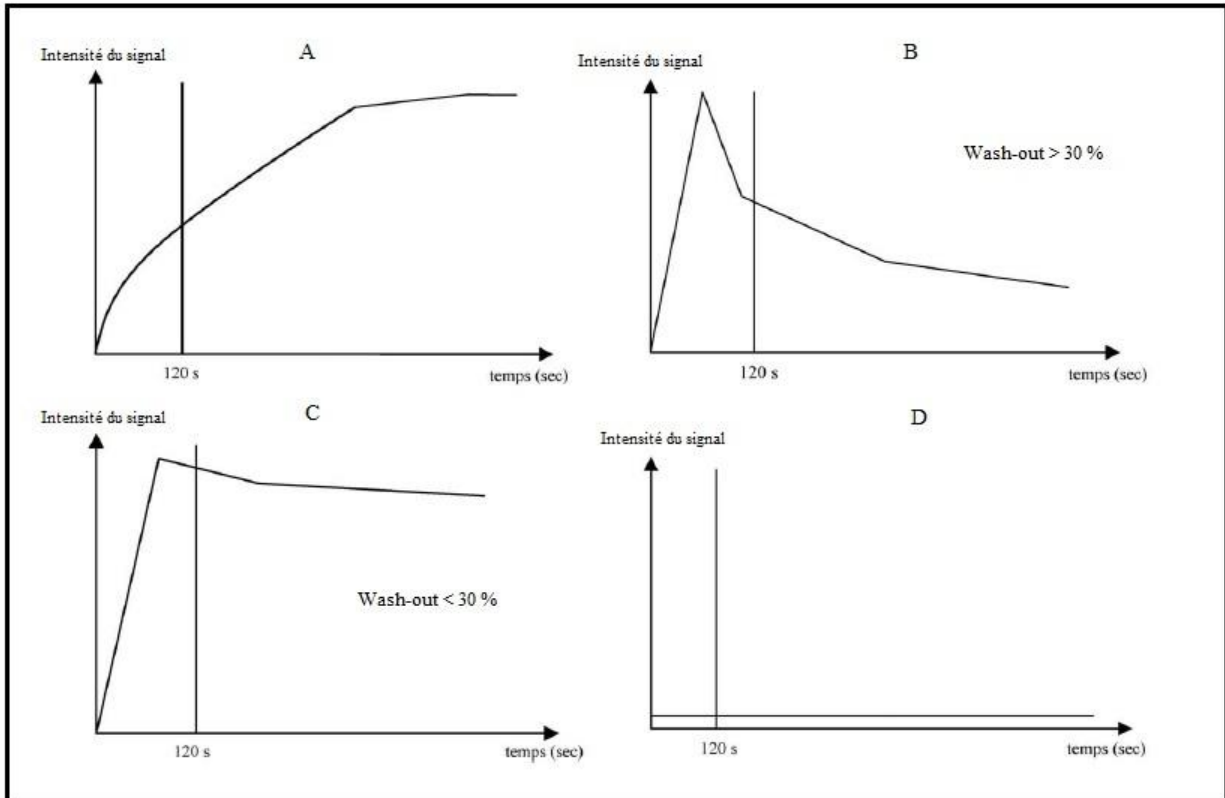 A
Intensité du signal
120 s
temps (sec)
B
Intensité du signal
Wash-out > 30 %
120 s
temps (sec)
C
Intensité du signal
Wash-out < 30 %
120 s
temps (sec)
D
Intensité du signal
120 s
temps (sec)